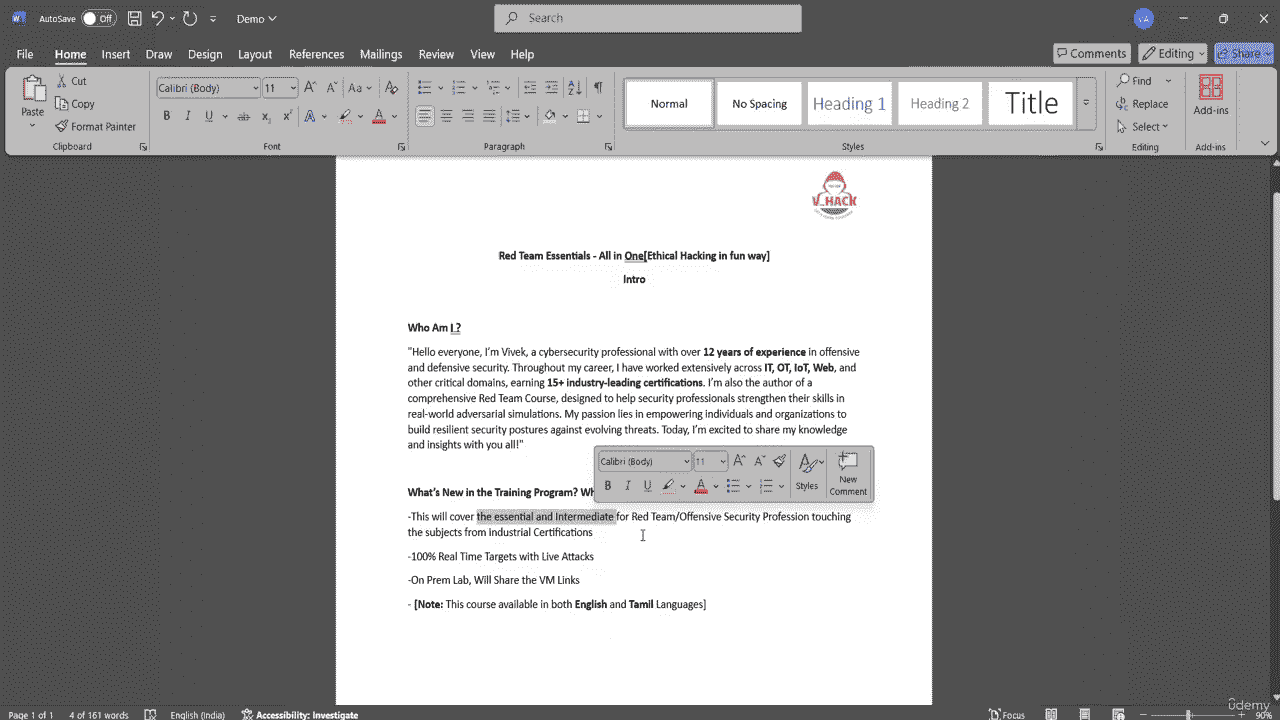 AutoSave Off Demo Search VA
File Home Insert Draw Design Layout References Mailings Review View Help Comments Editing Share
Paste Cut Copy Format Painter Clipboard
Calibri (Body) 11 Aa B I U ab x A A Font
Paragraph
Normal No Spacing Heading 1 Heading 2 Title Styles
Find Replace Select Editing
Add-ins Add-ins
V_HACK
Red Team Essentials - All in One[Ethical Hacking in fun way]
Intro
Who Am I ?
"Hello everyone, I'm Vivek, a cybersecurity professional with over 12 years of experience in offensive
and defensive security. Throughout my career, I have worked extensively across IT, OT, IoT, Web, and
other critical domains, earning 15+ industry-leading certifications. I'm also the author of a
comprehensive Red Team Course, designed to help security professionals strengthen their skills in
real-world adversarial simulations. My passion lies in empowering individuals and organizations to
build resilient security postures against evolving threats. Today, I'm excited to share my knowledge
and insights with you all!"
Calibri (Body) 11
B I U A Styles New
Comment
What's New in the Training Program? Wh
-This will cover the essential and Intermediate for Red Team/Offensive Security Profession touching
the subjects from industrial Certifications
-100% Real Time Targets with Live Attacks
-On Prem Lab, Will Share the VM Links
- [Note: This course available in both English and Tamil Languages]
Page 1 of 1 4 of 161 words English (India) Accessibility: Investigate Focus 90%
Udemy